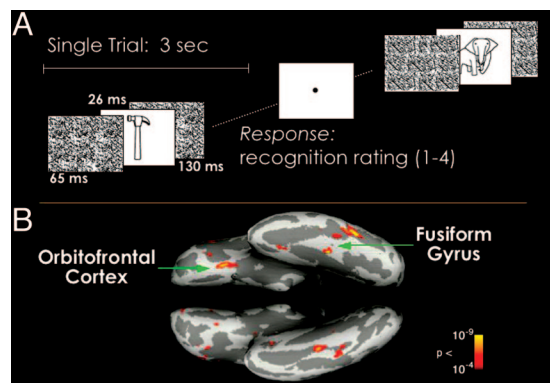 A
Single Trial: 3 sec
26 ms
65 ms
130 ms
Response:
recognition rating (1-4)
B
Orbitofrontal
Cortex
Fusiform
Gyrus
p <
10-9
10-4